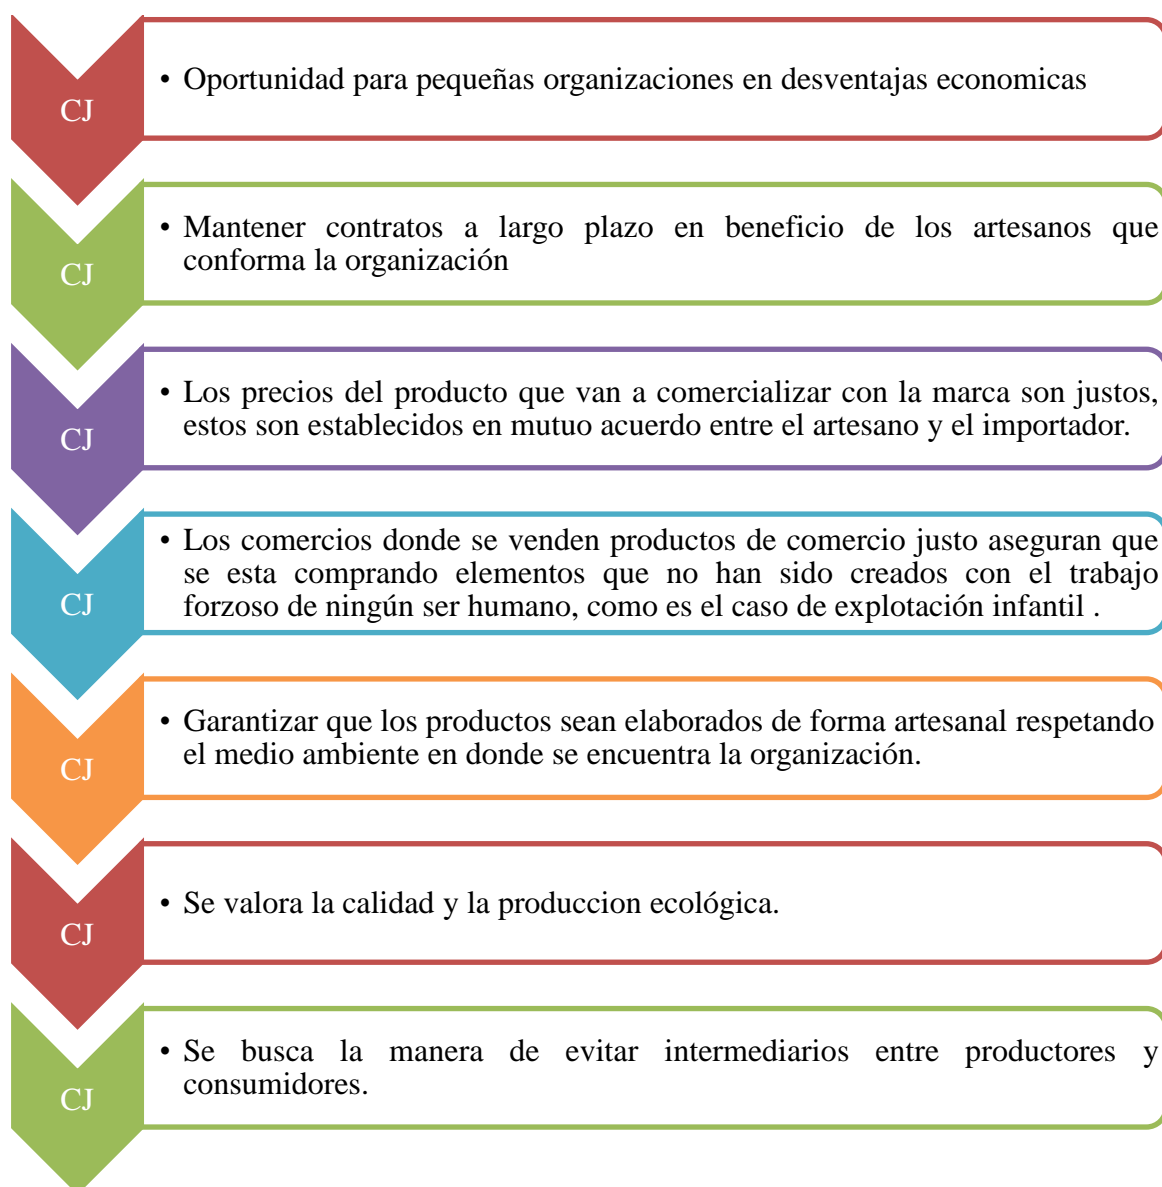 CJ
• Oportunidad para pequeñas organizaciones en desventajas economicas
CJ
• Mantener contratos a largo plazo en beneficio de los artesanos que
conforma la organización
CJ
• Los precios del producto que van a comercializar con la marca son justos,
estos son establecidos en mutuo acuerdo entre el artesano y el importador.
CJ
• Los comercios donde se venden productos de comercio justo aseguran que
se esta comprando elementos que no han sido creados con el trabajo
forzoso de ningún ser humano, como es el caso de explotación infantil .
CJ
• Garantizar que los productos sean elaborados de forma artesanal respetando
el medio ambiente en donde se encuentra la organización.
CJ
• Se valora la calidad y la produccion ecológica.
CJ
• Se busca la manera de evitar intermediarios entre productores y
consumidores.